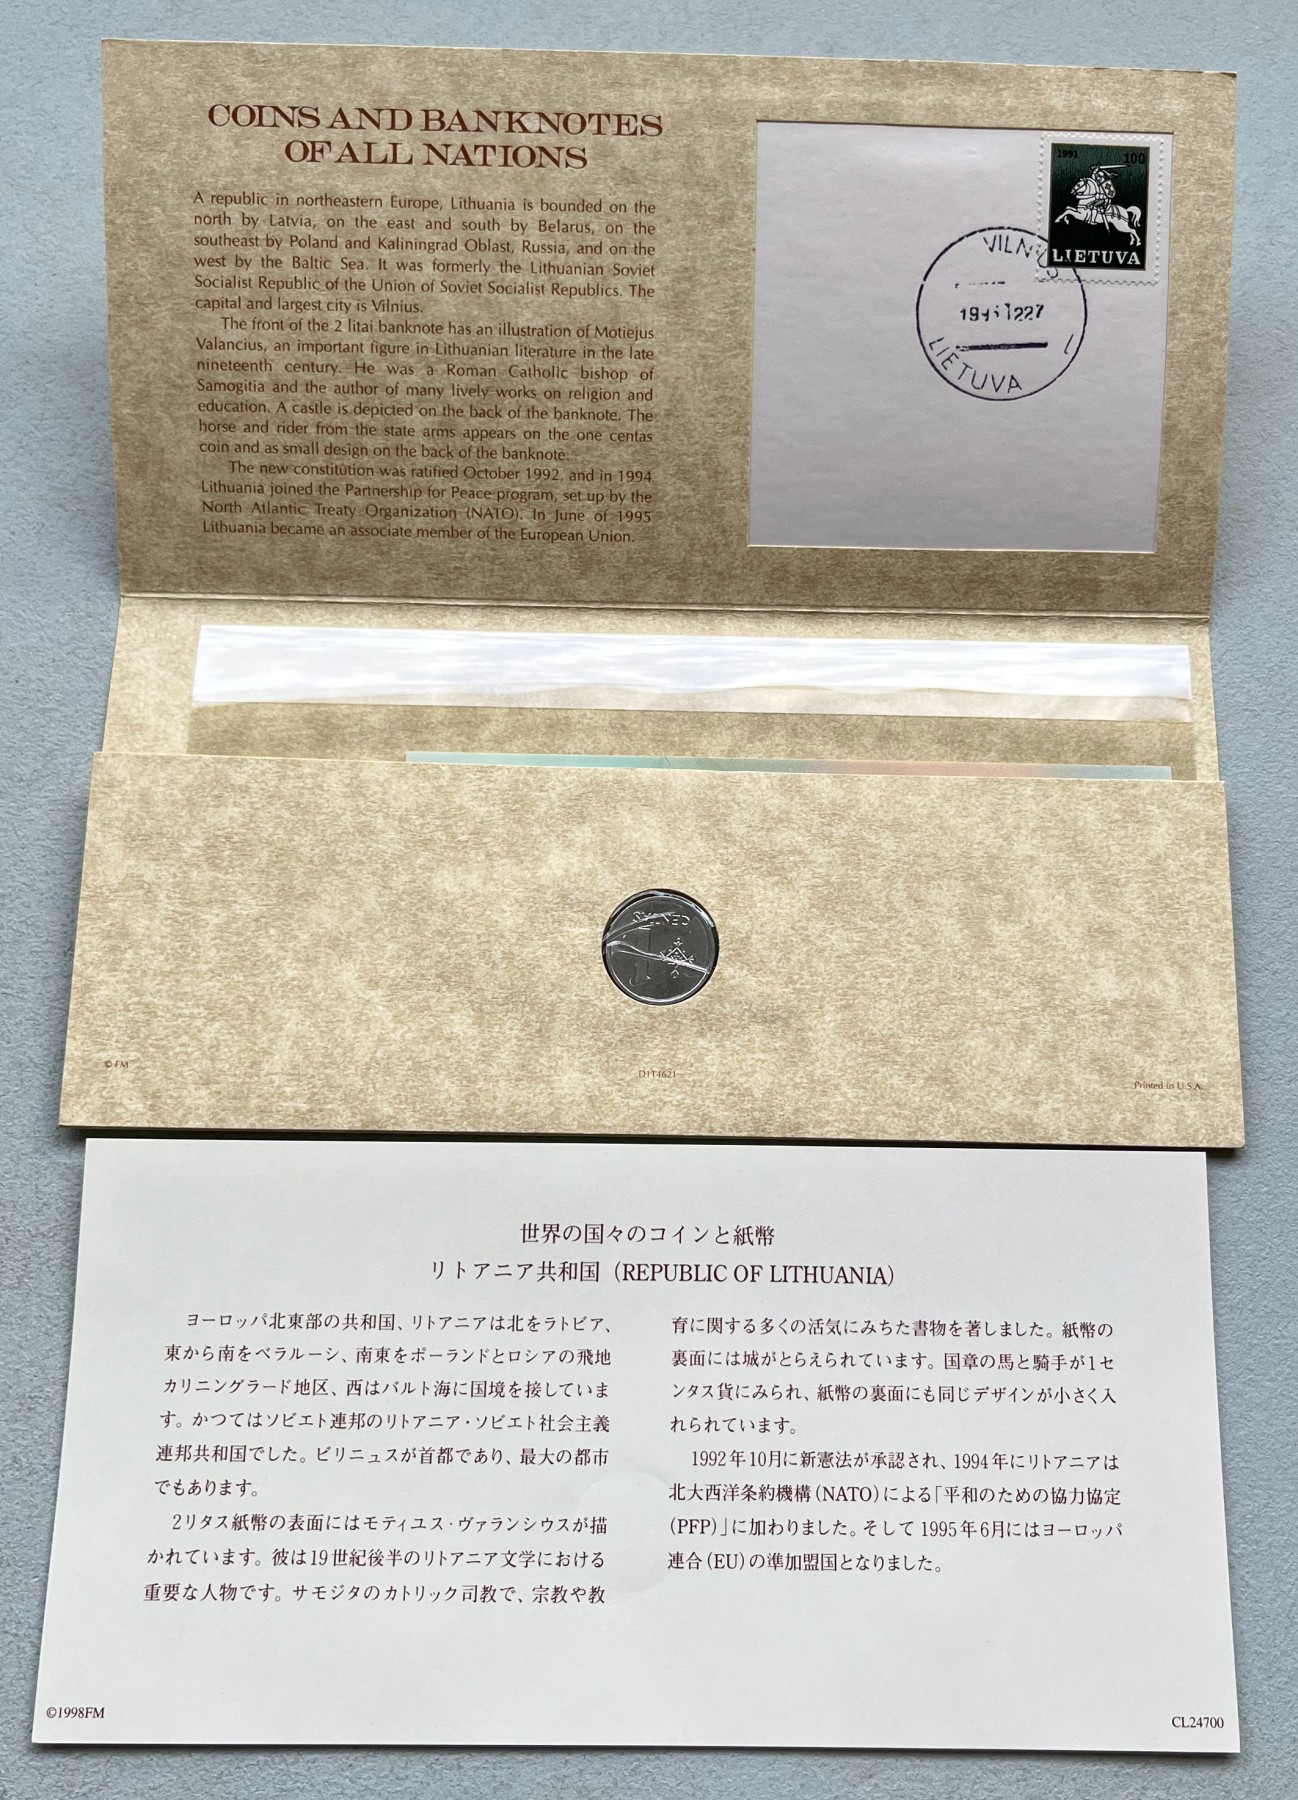 COINS AND BANKNOTES
OF ALL NATIONS
A republic in northeastern Europe, Lithuania is bounded on the
north by Latvia, on the east and south by Belarus, on the
southeast by Poland and Kaliningrad Oblast, Russia, and on the
west by the Baltic Sea. It was formerly the Lithuanian Soviet
Socialist Republic of the Union of Soviet Socialist Republics. The
capital and largest city is Vilnius.
The front of the 2 litai banknote has an illustration of Motiejus
Valancius, an important figure in Lithuanian literature in the late
nineteenth century. He was a Roman Catholic bishop of
Samogitia and the author of many lively works on religion and
education. A castle is depicted on the back of the banknote. The
horse and rider from the state arms appears on the one centas
coin and as small design on the back of the banknote.
The new constitution was ratified October 1992, and in 1994
Lithuania joined the Partnership for Peace program, set up by the
North Atlantic Treaty Organization (NATO). In June of 1995
Lithuania became an associate member of the European Union.
100
LIETUVA
VILNIUS
LIETUVA
1
© FM
D1T4621
Printed in U.S.A.
世界の国々のコインと紙幣
リトアニア共和国（REPUBLIC OF LITHUANIA）
ヨーロッパ北東部の共和国、リトアニアは北をラトビア、
東から南をベラルーシ、南東をポーランドとロシアの飛地
カリニングラード地区、西はバルト海に国境を接していま
す。かつてはソビエト連邦のリトアニア・ソビエト社会主義
連邦共和国でした。ビリニュスが首都であり、最大の都市
でもあります。
2リタス紙幣の表面にはモティユス・ヴァランシウスが描
かれています。彼は19世紀後半のリトアニア文学における
重要な人物です。サモジタのカトリック司教で、宗教や教
育に関する多くの活気にみちた書物を著しました。紙幣の
裏面には城がとらえられています。国章の馬と騎手が1セ
ンタス貨にみられ、紙幣の裏面にも同じデザインが小さく入
れられています。
1992年10月に新憲法が承認され、1994年にリトアニアは
北大西洋条約機構（NATO）による「平和のための協力協定
（PFP）」に加わりました。そして1995年6月にはヨーロッパ
連合（EU）の準加盟国となりました。
©1998FM
CL24700